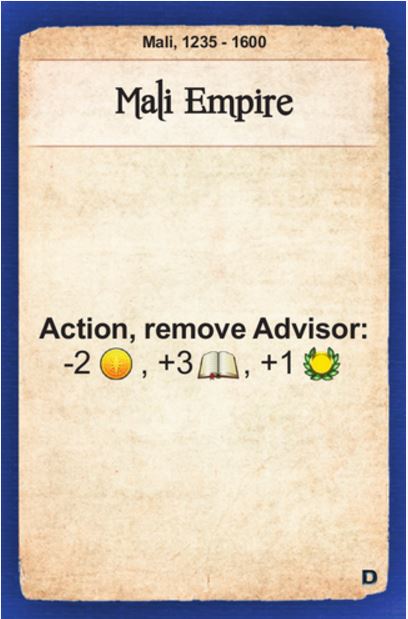 Mali, 1235 - 1600
Mali Empire
Action, remove Advisor:
-2 , +3 , +1
D